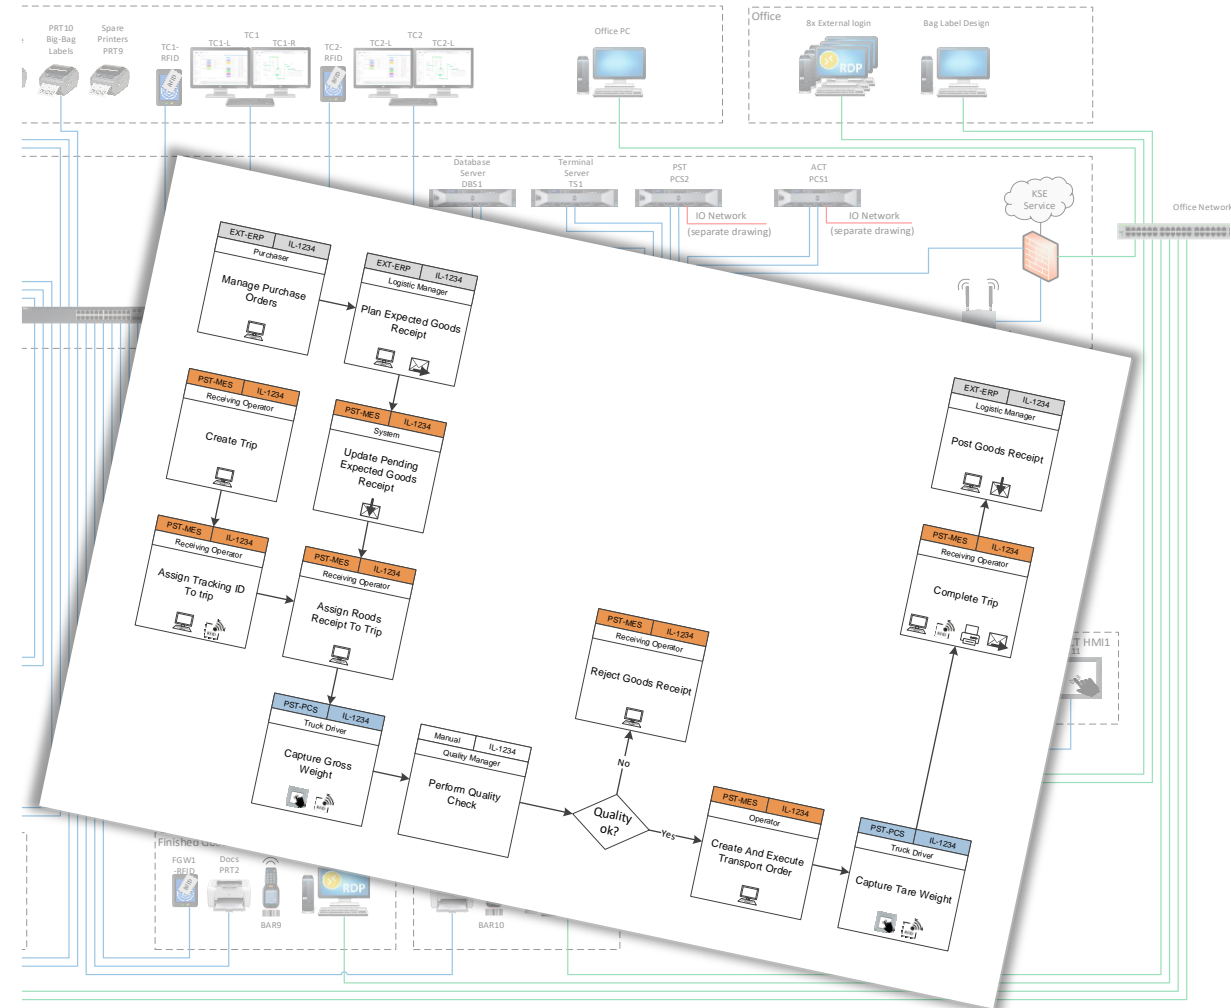 PRT10
Big-Bag
Labels
Spare
Printers
PRT9
TC1-
RFID
TC1
TC1-L
TC1-R
TC2-
RFID
TC2
TC2-L
TC2-L
Office PC
Office
8x External login
RDP
Bag Label Design
Database
Server
DBS1
Terminal
Server
TS1
PST
PCS2
ACT
PCS1
IO Network
(separate drawing)
IO Network
(separate drawing)
KSE
Service
Office Network
EXT-ERP
IL-1234
Purchaser
Manage Purchase
Orders
EXT-ERP
IL-1234
Logistic Manager
Plan Expected Goods
Receipt
PST-MES
IL-1234
Receiving Operator
Create Trip
PST-MES
IL-1234
System
Update Pending
Expected Goods
Receipt
PST-MES
IL-1234
Receiving Operator
Assign Tracking ID
To trip
RFID
PST-MES
IL-1234
Receiving Operator
Assign Roods
Receipt To Trip
PST-PCS
IL-1234
Truck Driver
Capture Gross
Weight
RFID
Manual
IL-1234
Quality Manager
Perform Quality
Check
Quality
ok?
No
Yes
PST-MES
IL-1234
Receiving Operator
Reject Goods Receipt
PST-MES
IL-1234
Operator
Create And Execute
Transport Order
PST-PCS
IL-1234
Truck Driver
Capture Tare Weight
RFID
PST-MES
IL-1234
Receiving Operator
Complete Trip
RFID
EXT-ERP
IL-1234
Logistic Manager
Post Goods Receipt
HMI1
11
Finished
FGW1
-RFID
Docs
PRT2
BAR9
RDP
BAR10